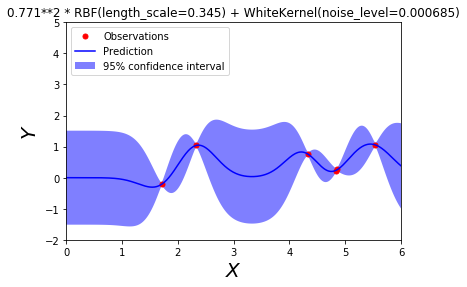 0.771**2 * RBF(length_scale=0.345) + WhiteKernel(noise_level=0.000685)
5
4
3
2
1
0
−1
−2
Y
Observations
Prediction
95% confidence interval
0 1 2 3 4 5 6
X